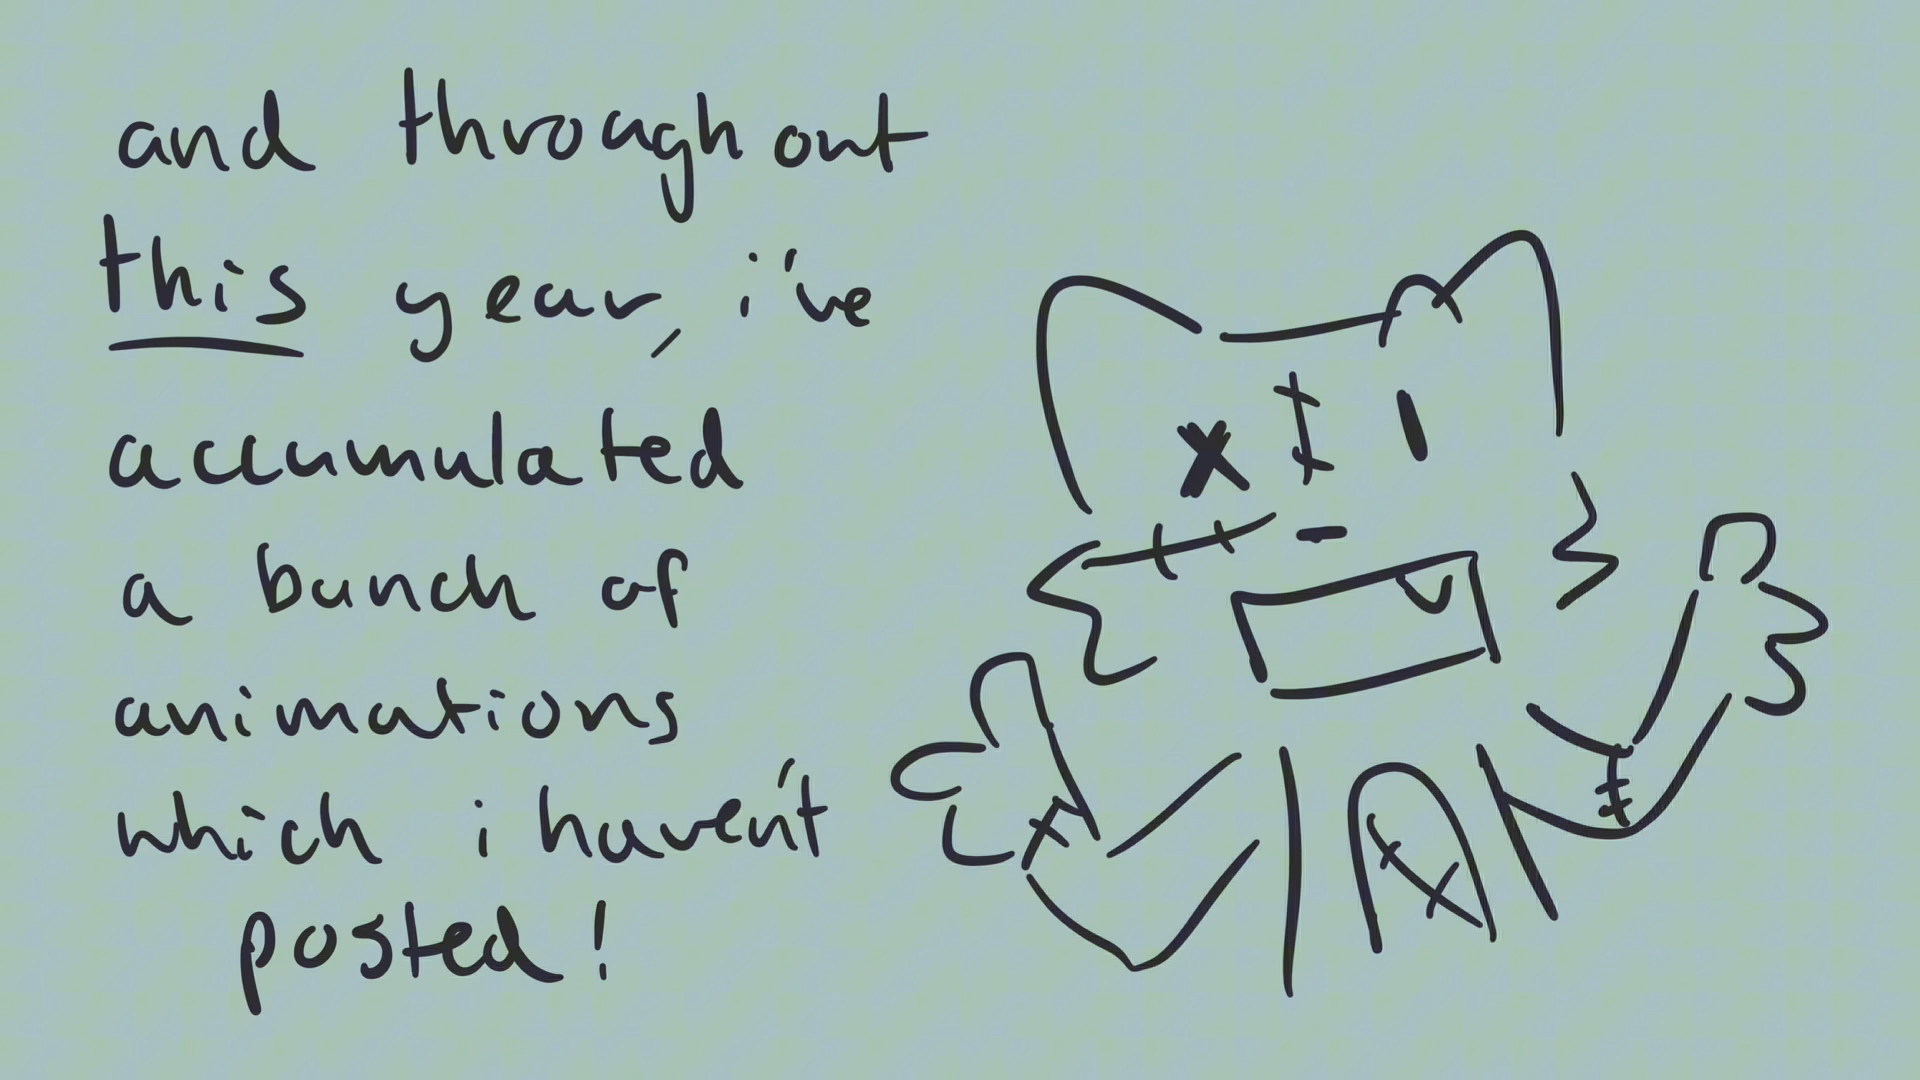 and throughout
this year, i've
accumulated
a bunch of
animations
which i haven't
posted!